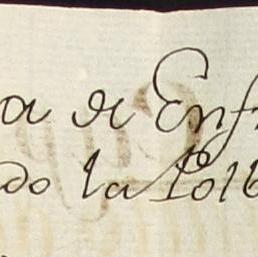 a de Enf
do la Polb